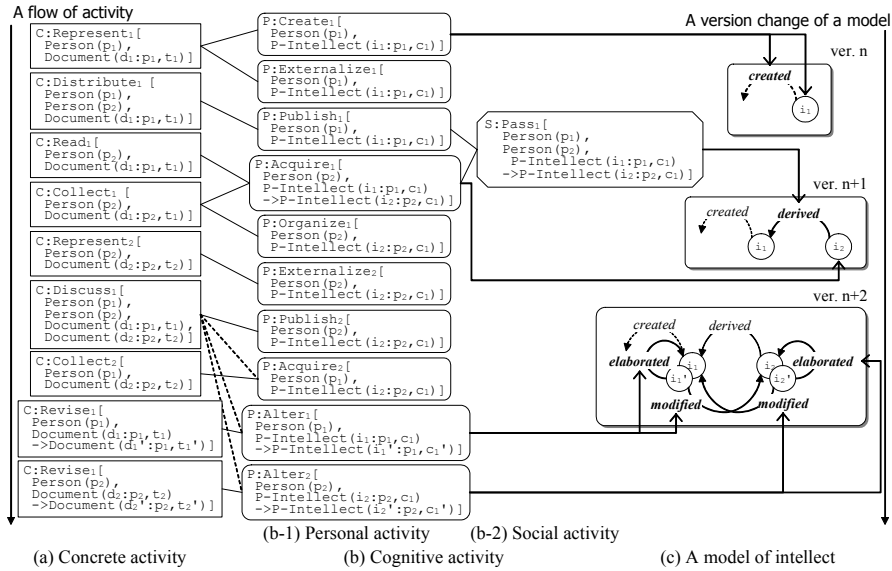 A flow of activity
C:Represent₁[
Person(p₁),
Document(d₁:p₁,t₁)]
C:Distribute₁ [
Person(p₁),
Person(p₂),
Document(d₁:p₁,t₁)]
C:Read₁[
Person(p₂),
Document(d₁:p₁,t₁)]
C:Collect₁ [
Person(p₂),
Document(d₁:p₂,t₁)]
C:Represent₂[
Person(p₂),
Document(d₂:p₂,t₂)]
C:Discuss₁[
Person(p₁),
Person(p₂),
Document(d₁:p₁,t₁),
Document(d₂:p₂,t₂)]
C:Collect₂[
Person(p₁),
Document(d₂:p₂,t₂)]
C:Revise₁[
Person(p₁),
Document(d₁:p₁,t₁)
->Document(d₁':p₁,t₁')]
C:Revise₁[
Person(p₂),
Document(d₂:p₂,t₂)
->Document(d₂':p₂,t₂')]
(a) Concrete activity
P:Create₁[
Person(p₁),
P-Intellect(i₁:p₁,c₁)]
P:Externalize₁[
Person(p₁),
P-Intellect(i₁:p₁,c₁)]
P:Publish₁[
Person(p₁),
P-Intellect(i₁:p₁,c₁)]
P:Acquire₁[
Person(p₂),
P-Intellect(i₁:p₁,c₁)
->P-Intellect(i₂:p₂,c₁)]
P:Organize₁[
Person(p₂),
P-Intellect(i₂:p₂,c₁)]
P:Externalize₂[
Person(p₂),
P-Intellect(i₂:p₂,c₁)]
P:Publish₂[
Person(p₂),
P-Intellect(i₂:p₂,c₁)]
P:Acquire₂[
Person(p₁),
P-Intellect(i₂:p₂,c₁)]
P:Alter₁[
Person(p₁),
P-Intellect(i₁:p₁,c₁)
->P-Intellect(i₁':p₁,c₁')]
P:Alter₂[
Person(p₂),
P-Intellect(i₂:p₂,c₁)
->P-Intellect(i₂':p₂,c₁')]
(b-1) Personal activity
S:Pass₁[
Person(p₁),
Person(p₂),
P-Intellect(i₁:p₁,c₁)
->P-Intellect(i₂:p₂,c₁)]
(b-2) Social activity
(b) Cognitive activity
A version change of a model
ver. n
created
i₁
ver. n+1
created
derived
i₁
i₂
ver. n+2
created
derived
elaborated
i₁
i₂
elaborated
i₁'
i₂'
modified
modified
(c) A model of intellect